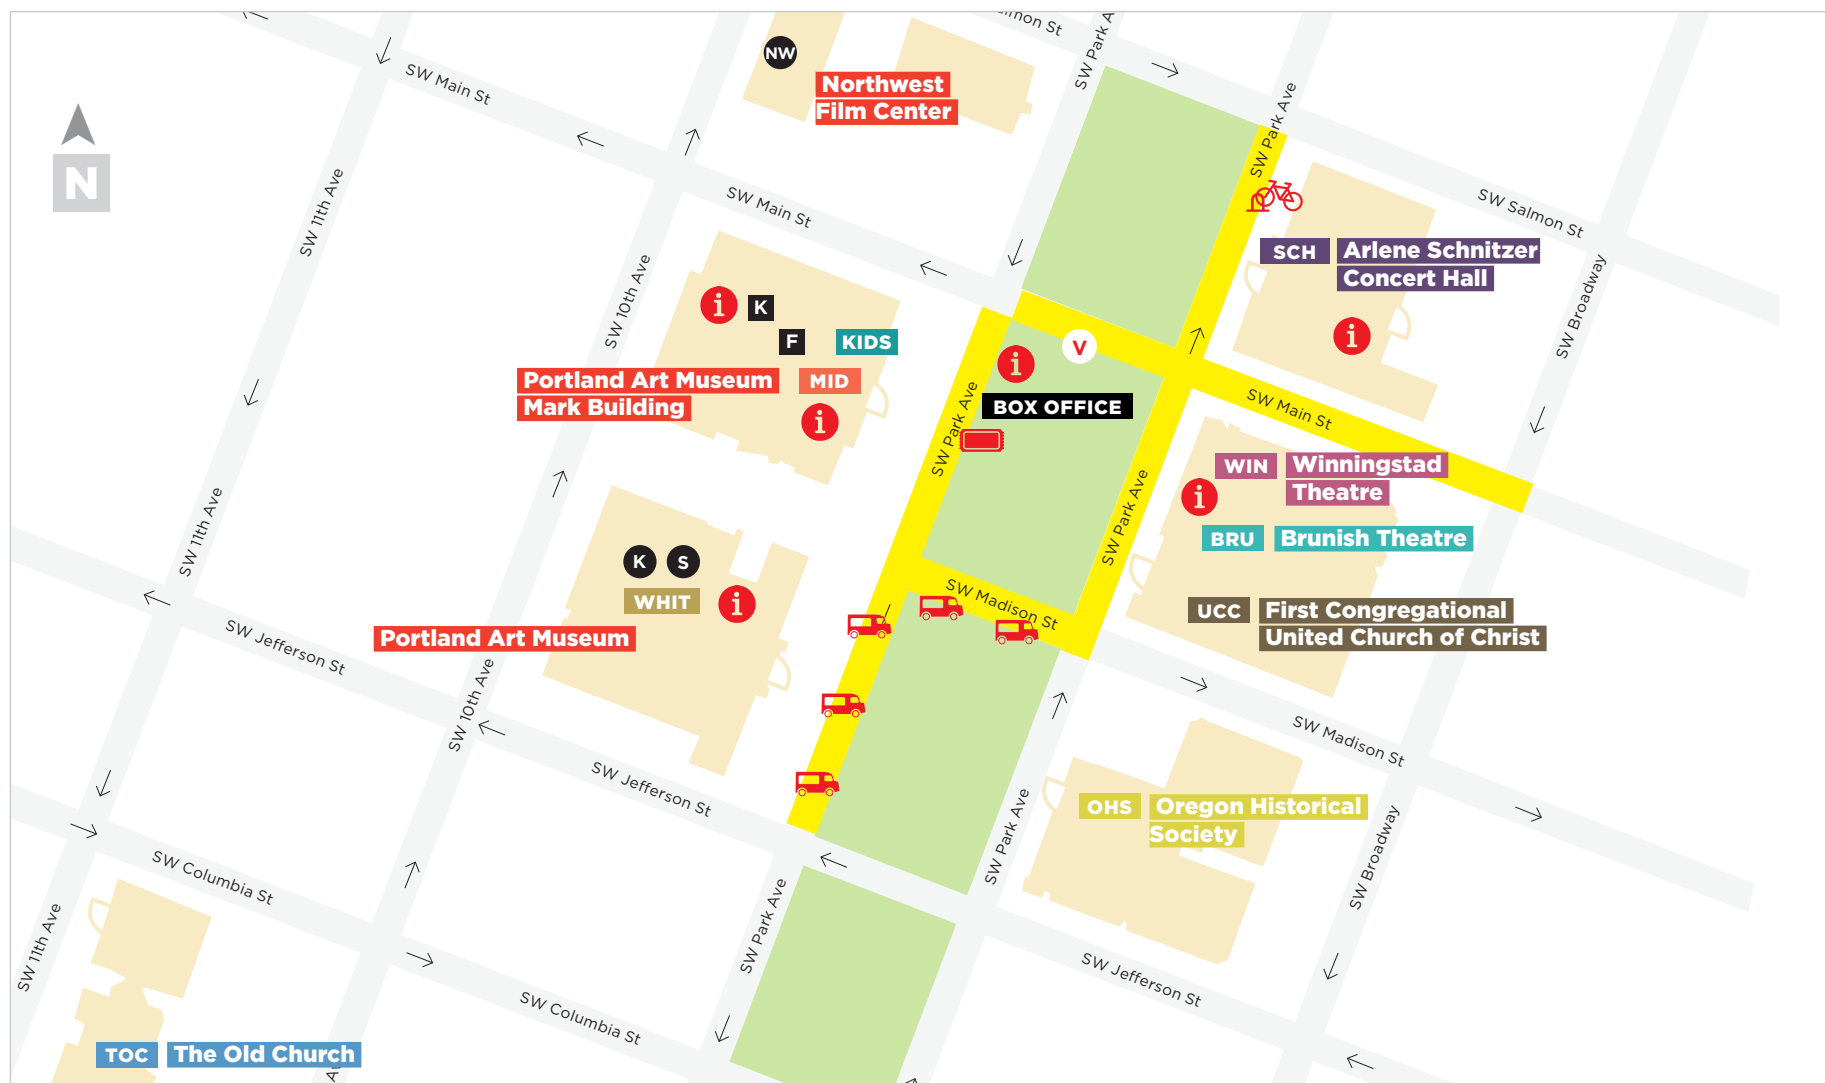 SW Main St
lmon St
SW Park A
NW
Northwest
Film Center
SW Park Ave
N
SW 11th Ave
SW Main St
SW Salmon St
SCH
Arlene Schnitzer
Concert Hall
SW 10th Ave
SW Broadway
i
K
F
KIDS
i
V
i
Portland Art Museum
MID
Mark Building
i
SW Park Ave
BOX OFFICE
SW Main St
WIN
Winningstad
Theatre
i
SW Park Ave
BRU
Brunish Theatre
SW 11th Ave
K
S
WHIT
i
SW Madison St
UCC
First Congregational
United Church of Christ
Portland Art Museum
SW Jefferson St
SW 10th Ave
SW Madison St
SW Jefferson St
SW Park Ave
OHS
Oregon Historical
Society
SW Broadway
SW Columbia St
SW 11th Ave
SW Park Ave
SW Jefferson St
SW Columbia St
TOC
The Old Church
A